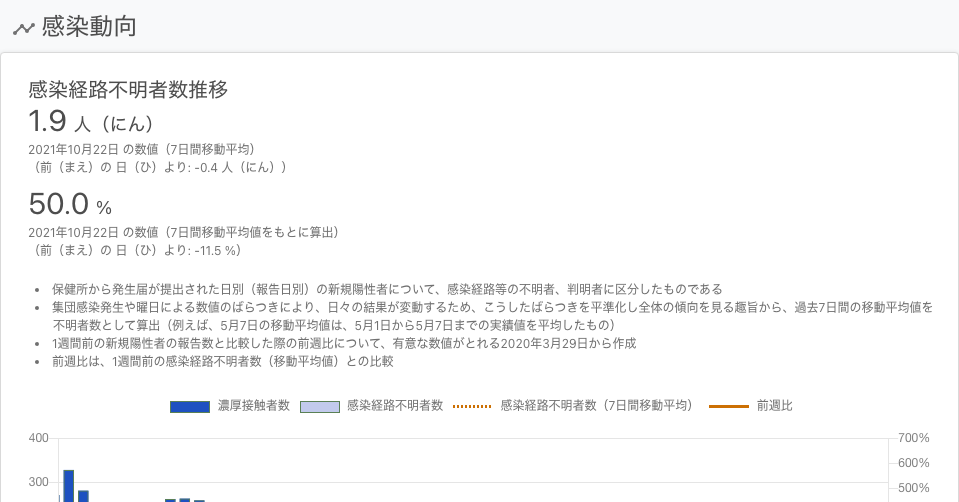 感染動向
感染経路不明者数推移
1.9 人（にん）
2021年10月22日 の数値（7日間移動平均）
（前（まえ）の 日（ひ）より: -0.4 人（にん））
50.0 %
2021年10月22日 の数値（7日間移動平均値をもとに算出）
（前（まえ）の 日（ひ）より: -11.5 %）
• 保健所から発生届が提出された日別（報告日別）の新規陽性者について、感染経路等の不明者、判明者に区分したものである
• 集団感染発生や曜日による数値のばらつきにより、日々の結果が変動するため、こうしたばらつきを平準化し全体の傾向を見る趣旨から、過去7日間の移動平均値を
不明者数として算出（例えば、5月7日の移動平均値は、5月1日から5月7日までの実績値を平均したもの）
• 1週間前の新規陽性者の報告数と比較した際の前週比について、有意な数値がとれる2020年3月29日から作成
• 前週比は、1週間前の感染経路不明者数（移動平均値）との比較
濃厚接触者数 感染経路不明者数 感染経路不明者数（7日間移動平均） 前週比
400 700%
600%
300 500%